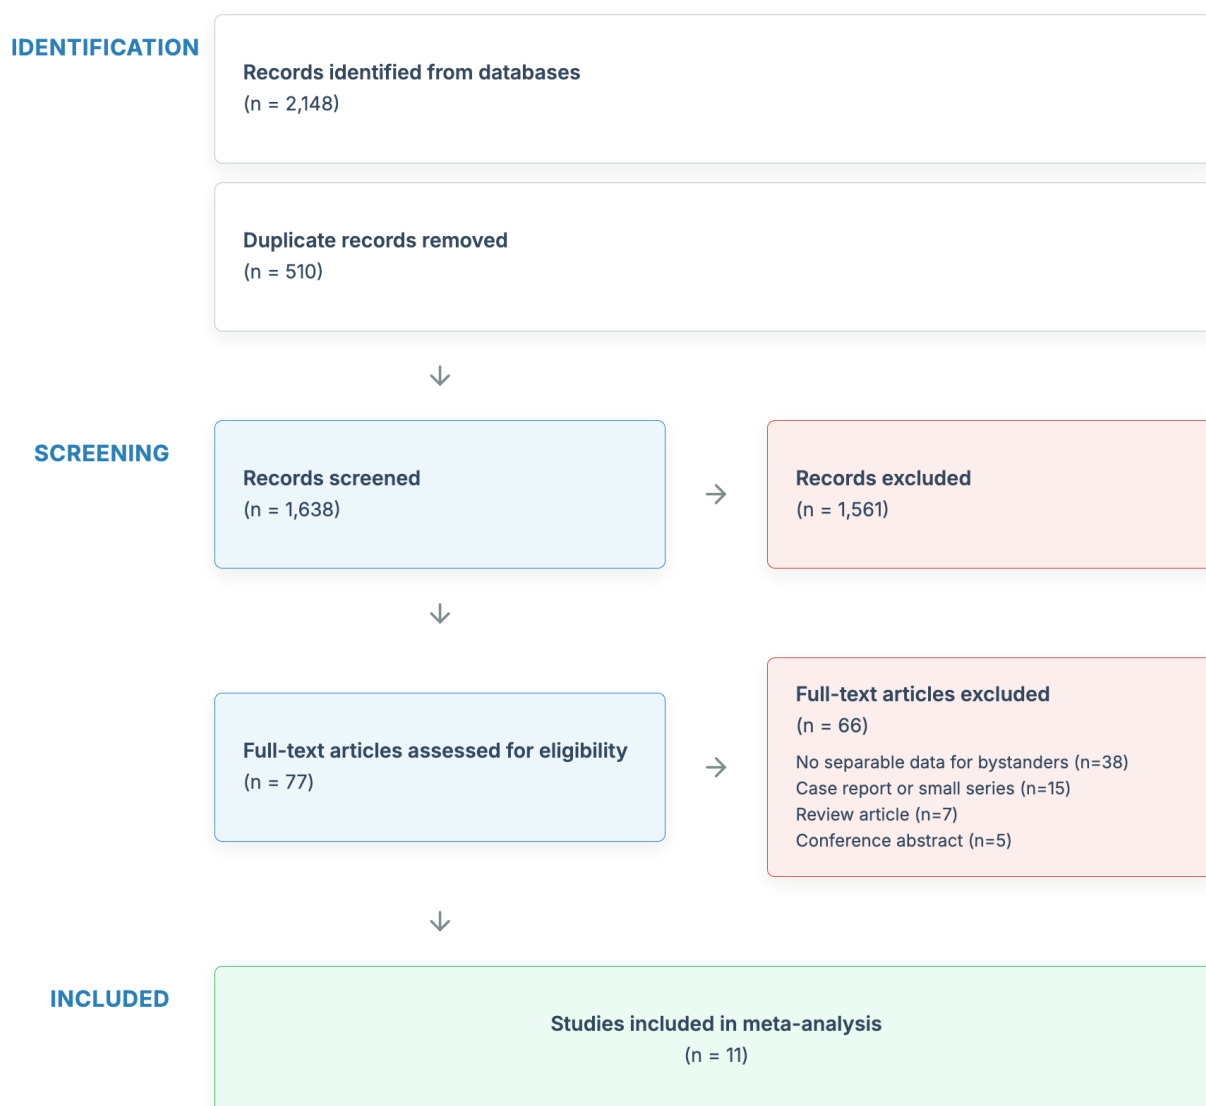 IDENTIFICATION
Records identified from databases
(n = 2,148)
Duplicate records removed
(n = 510)
SCREENING
Records screened
(n = 1,638)
Records excluded
(n = 1,561)
Full-text articles assessed for eligibility
(n = 77)
Full-text articles excluded
(n = 66)
No separable data for bystanders (n=38)
Case report or small series (n=15)
Review article (n=7)
Conference abstract (n=5)
INCLUDED
Studies included in meta-analysis
(n = 11)